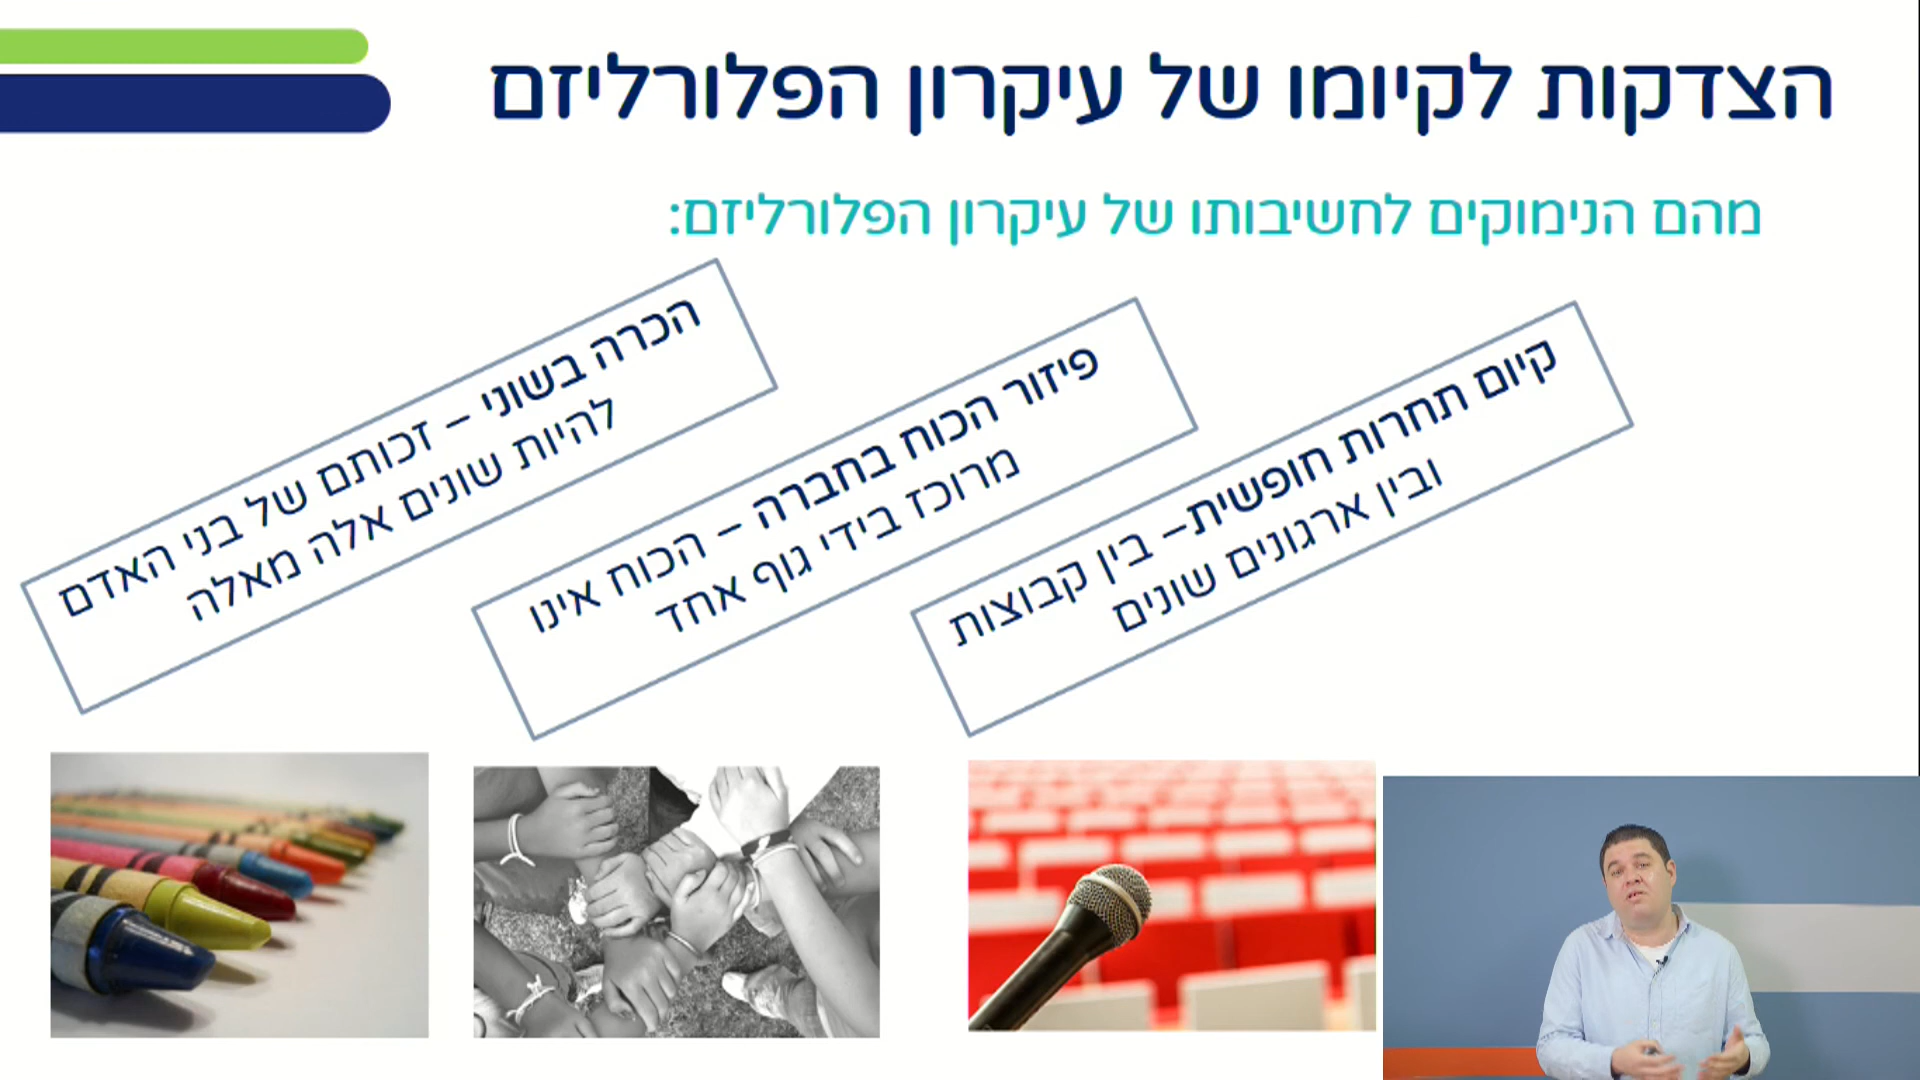 הצדקות לקיומו של עיקרון הפלורליזם
מהם הנימוקים לחשיבותו של עיקרון הפלורליזם:
קיום תחרות חופשית– בין קבוצות
ובין ארגונים שונים
פיזור הכוח בחברה – הכוח אינו
מרוכז בידי גוף אחד
הכרה בשוני – זכותם של בני האדם
להיות שונים אלה מאלה